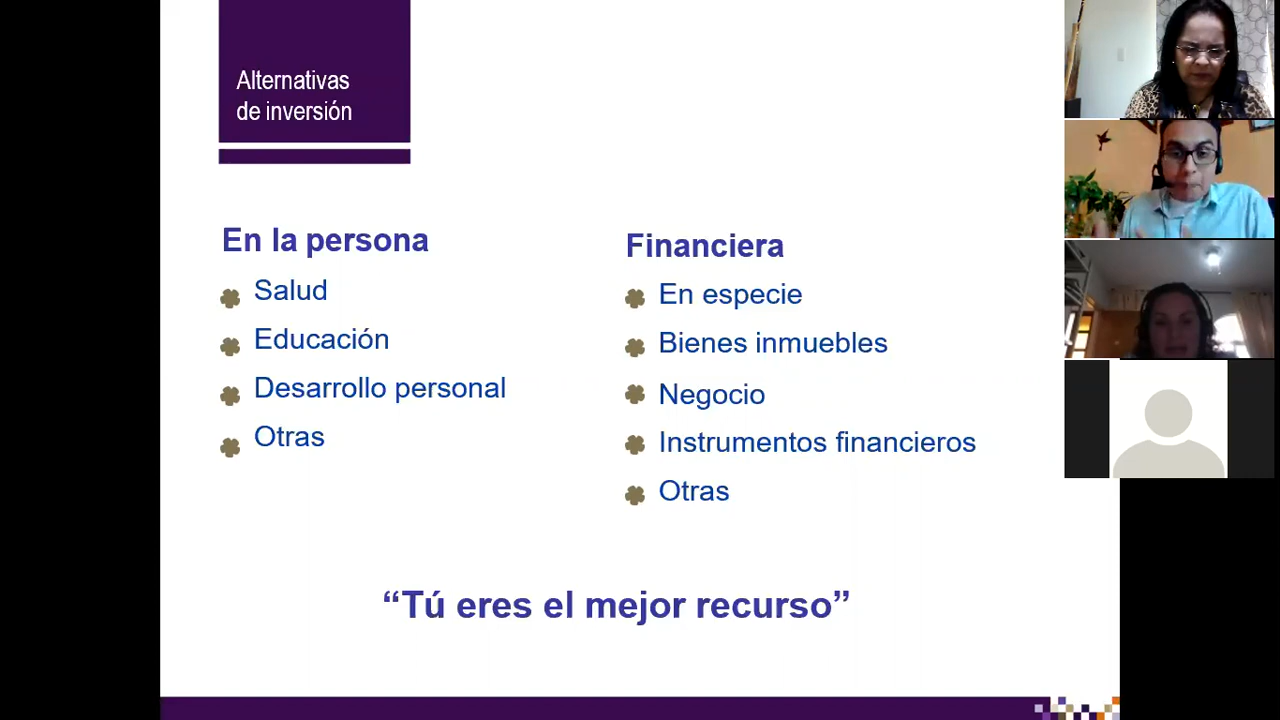 Alternativas
de inversión
En la persona
Salud
Educación
Desarrollo personal
Otras
Financiera
En especie
Bienes inmuebles
Negocio
Instrumentos financieros
Otras
“Tú eres el mejor recurso”